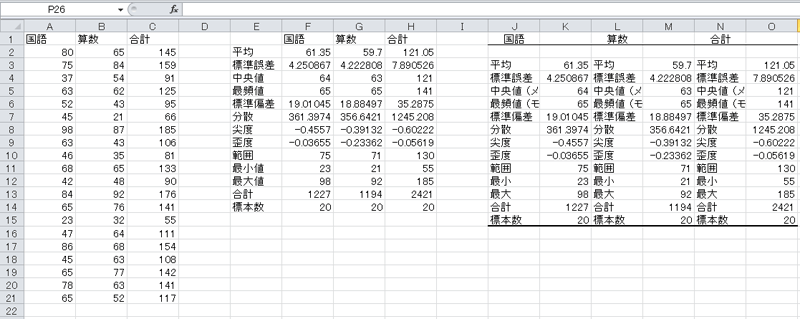 P26 fx
A B C D E F G H I J K L M N O
1 国語 算数 合計 国語 算数 合計 国語 算数 合計
2 80 65 145 平均 61.35 59.7 121.05
3 75 84 159 標準誤差 4.250867 4.222808 7.890526 平均 61.35 平均 59.7 平均 121.05
4 37 54 91 中央値 64 63 121 標準誤差 4.250867 標準誤差 4.222808 標準誤差 7.890526
5 63 62 125 最頻値 65 65 141 中央値（メ 64 中央値（メ 63 中央値（メ 121
6 52 43 95 標準偏差 19.01045 18.88497 35.2875 最頻値（モ 65 最頻値（モ 65 最頻値（モ 141
7 45 21 66 分散 361.3974 356.6421 1245.208 標準偏差 19.01045 標準偏差 18.88497 標準偏差 35.2875
8 98 87 185 尖度 -0.4557 -0.39132 -0.60222 分散 361.3974 分散 356.6421 分散 1245.208
9 63 43 106 歪度 -0.03655 -0.23362 -0.05619 尖度 -0.4557 尖度 -0.39132 尖度 -0.60222
10 46 35 81 範囲 75 71 130 歪度 -0.03655 歪度 -0.23362 歪度 -0.05619
11 68 65 133 最小値 23 21 55 範囲 75 範囲 71 範囲 130
12 42 48 90 最大値 98 92 185 最小 23 最小 21 最小 55
13 84 92 176 合計 1227 1194 2421 最大 98 最大 92 最大 185
14 65 76 141 標本数 20 20 20 合計 1227 合計 1194 合計 2421
15 23 32 55 標本数 20 標本数 20 標本数 20
16 47 64 111
17 86 68 154
18 45 63 108
19 65 77 142
20 78 63 141
21 65 52 117
22